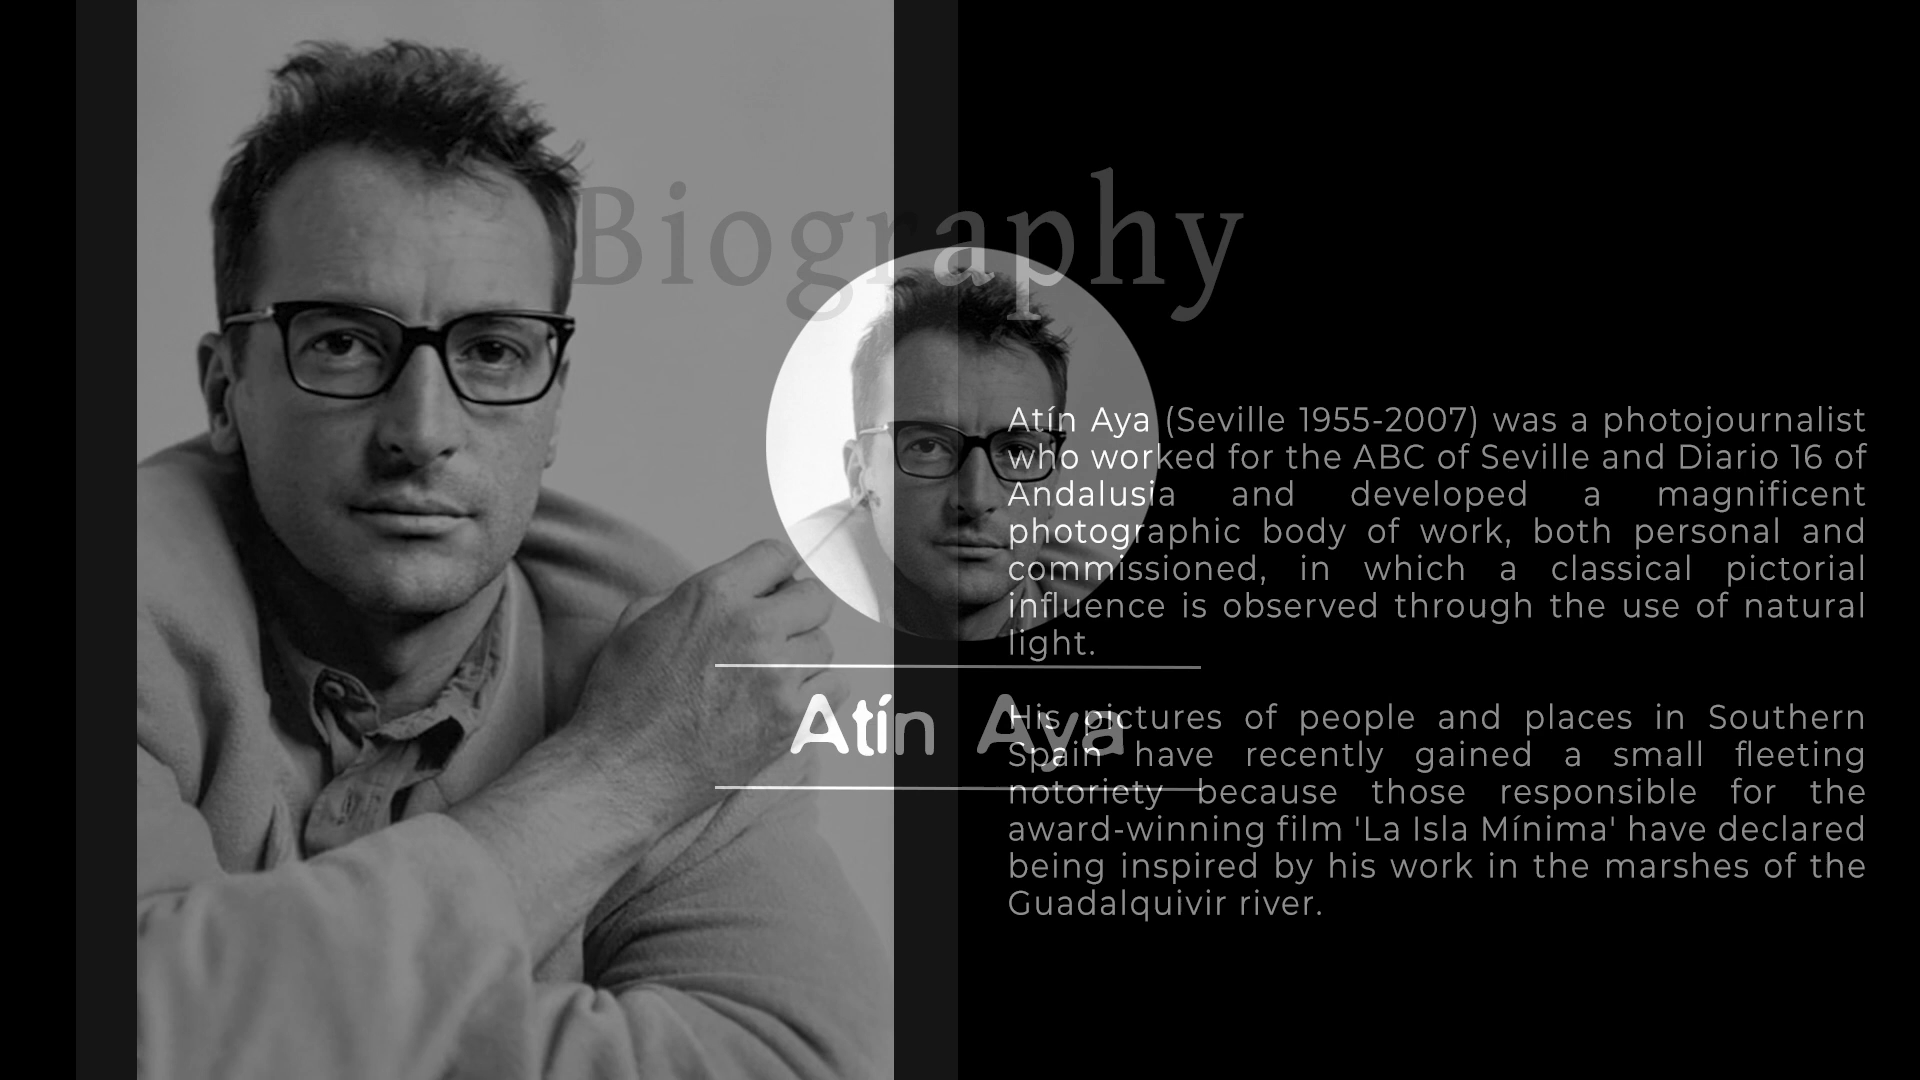 Biography
Atín Aya (Seville 1955-2007) was a photojournalist
who worked for the ABC of Seville and Diario 16 of
Andalusia and developed a magnificent
photographic body of work, both personal and
commissioned, in which a classical pictorial
influence is observed through the use of natural
light.
Atín Aya
His pictures of people and places in Southern
Spain have recently gained a small fleeting
notoriety because those responsible for the
award-winning film 'La Isla Mínima' have declared
being inspired by his work in the marshes of the
Guadalquivir river.